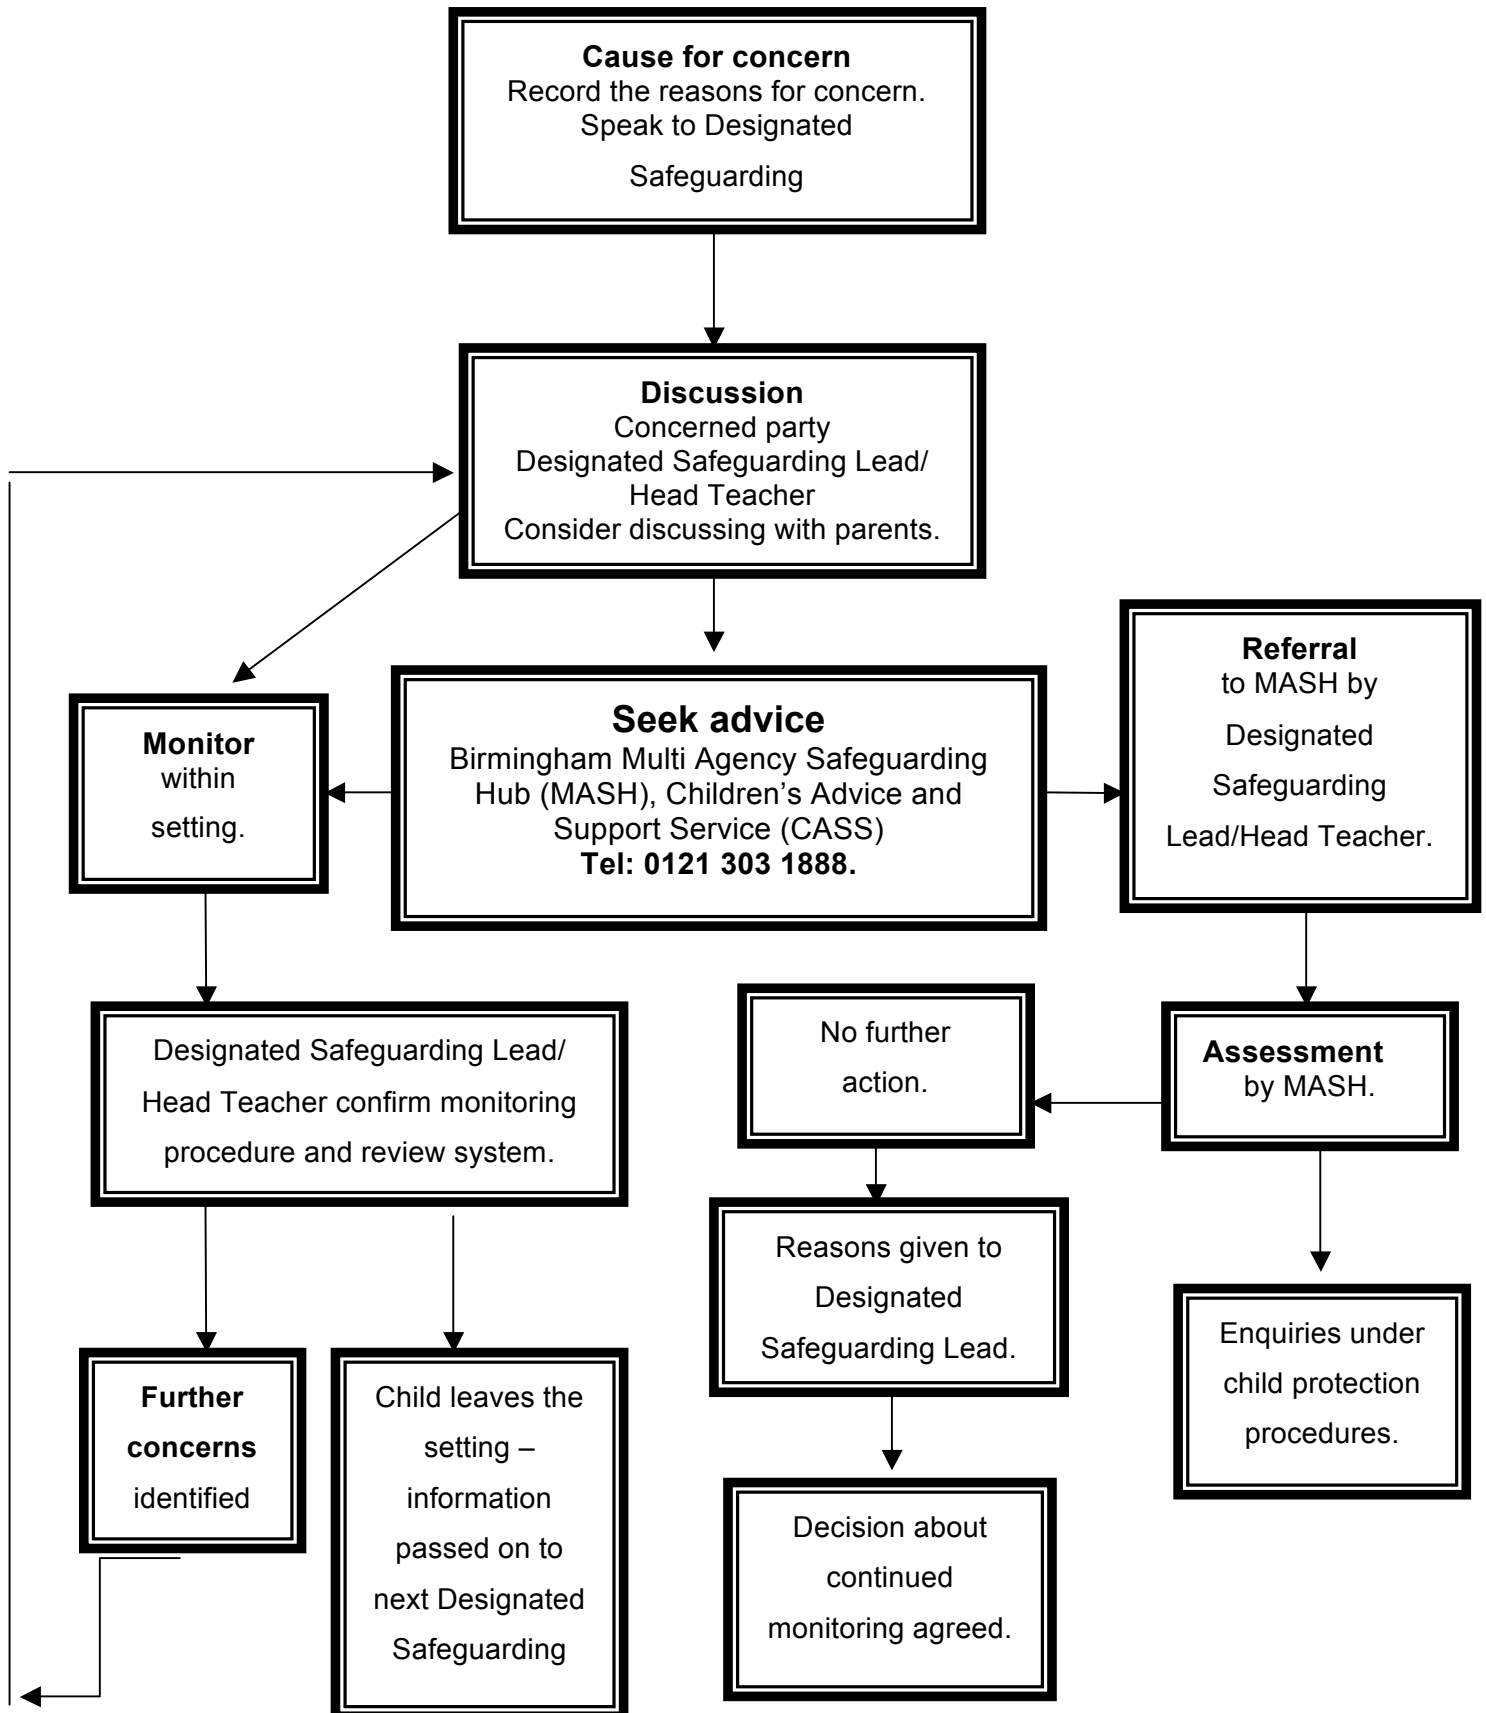 Cause for concern
Record the reasons for concern.
Speak to Designated
Safeguarding
Discussion
Concerned party
Designated Safeguarding Lead/
Head Teacher
Consider discussing with parents.
Referral
to MASH by
Designated
Safeguarding
Lead/Head Teacher.
Seek advice
Birmingham Multi Agency Safeguarding
Hub (MASH), Children’s Advice and
Support Service (CASS)
Tel: 0121 303 1888.
Monitor
within
setting.
Designated Safeguarding Lead/
Head Teacher confirm monitoring
procedure and review system.
No further
action.
Assessment
by MASH.
Reasons given to
Designated
Safeguarding Lead.
Enquiries under
child protection
procedures.
Further
concerns
identified
Child leaves the
setting –
information
passed on to
next Designated
Safeguarding
Decision about
continued
monitoring agreed.